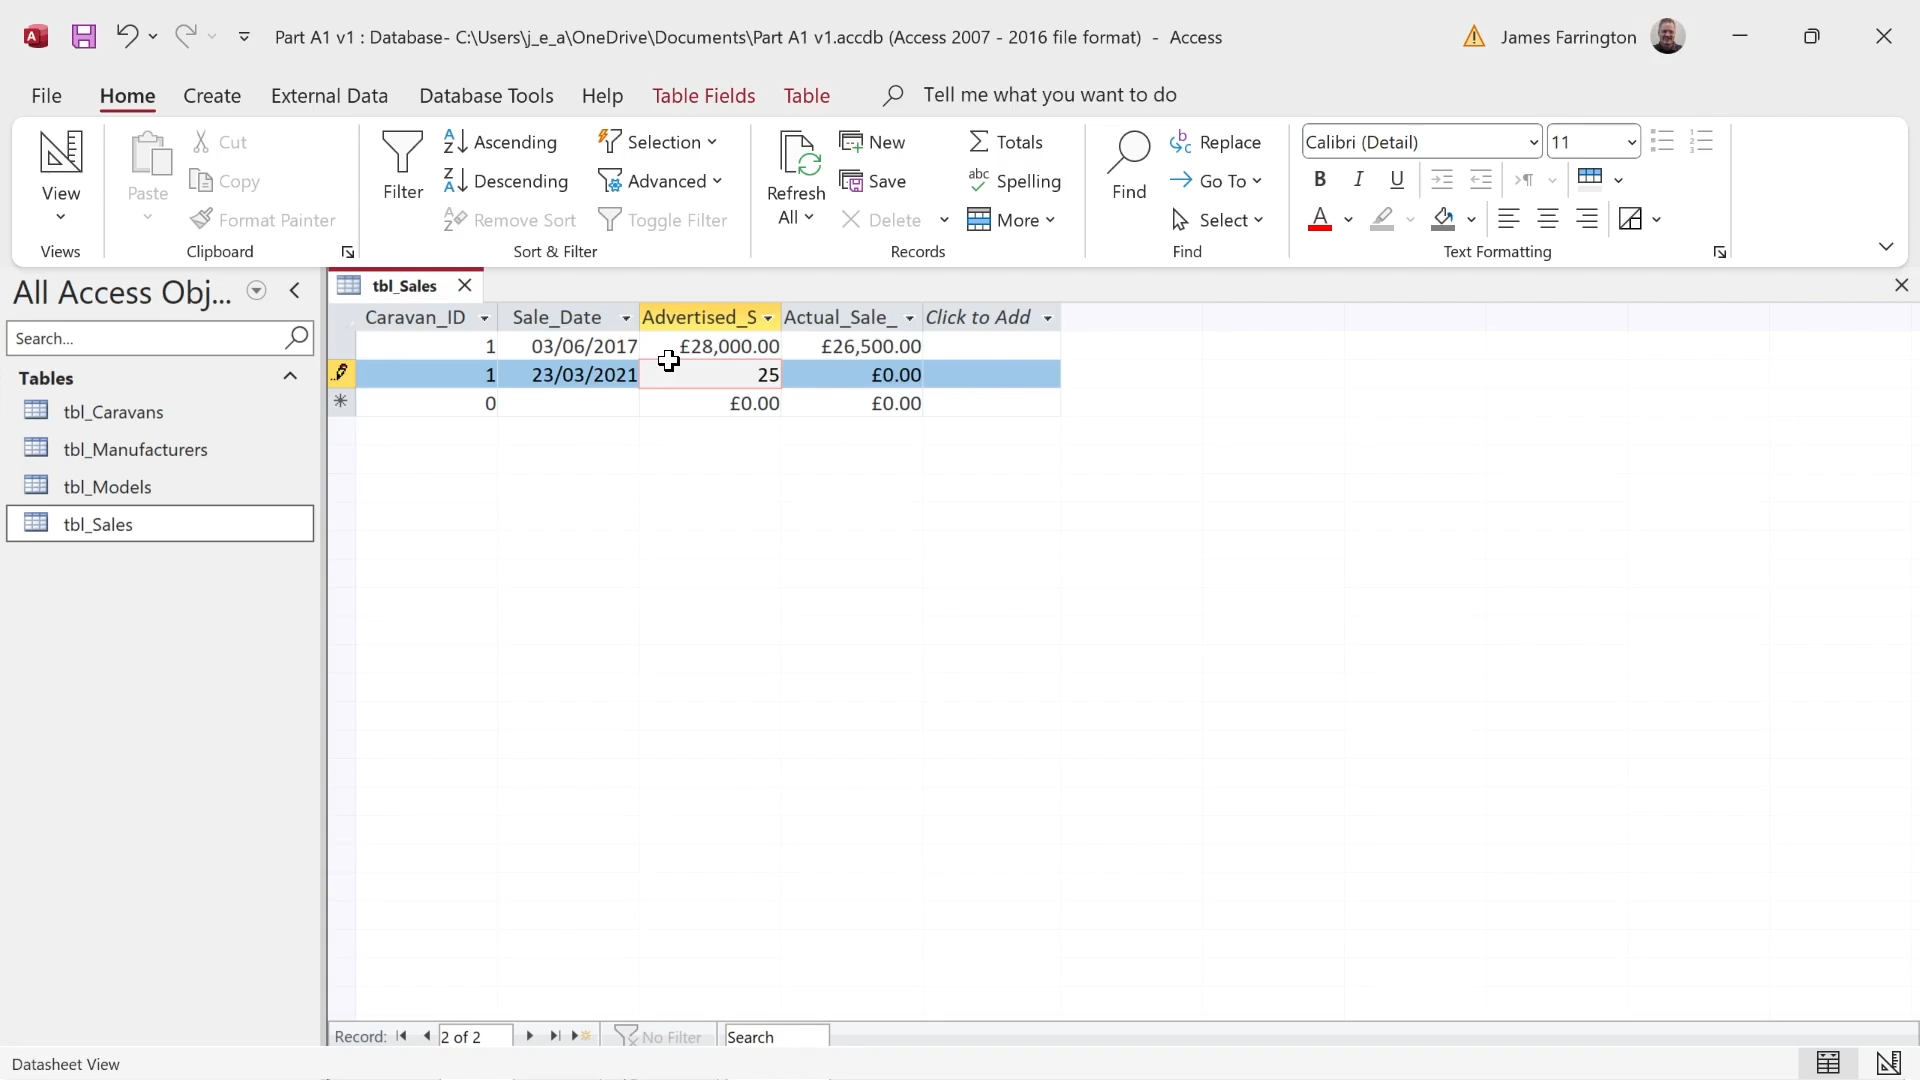 Part A1 v1 : Database- C:\Users\j_e_a\OneDrive\Documents\Part A1 v1.accdb (Access 2007 - 2016 file format) - Access
James Farrington
File Home Create External Data Database Tools Help Table Fields Table Tell me what you want to do
View
Views
Paste
Cut
Copy
Format Painter
Clipboard
Filter
Ascending
Descending
Remove Sort
Selection
Advanced
Toggle Filter
Sort & Filter
Refresh
All
New
Save
Delete
Totals
Spelling
More
Records
Find
Replace
Go To
Select
Find
Calibri (Detail) 11
B I U
Text Formatting
All Access Obj...
Search...
Tables
tbl_Caravans
tbl_Manufacturers
tbl_Models
tbl_Sales
tbl_Sales
Caravan_ID Sale_Date Advertised_S Actual_Sale_ Click to Add
1 03/06/2017 £28,000.00 £26,500.00
1 23/03/2021 25 £0.00
0 £0.00 £0.00
Record: 2 of 2 No Filter Search
Datasheet View